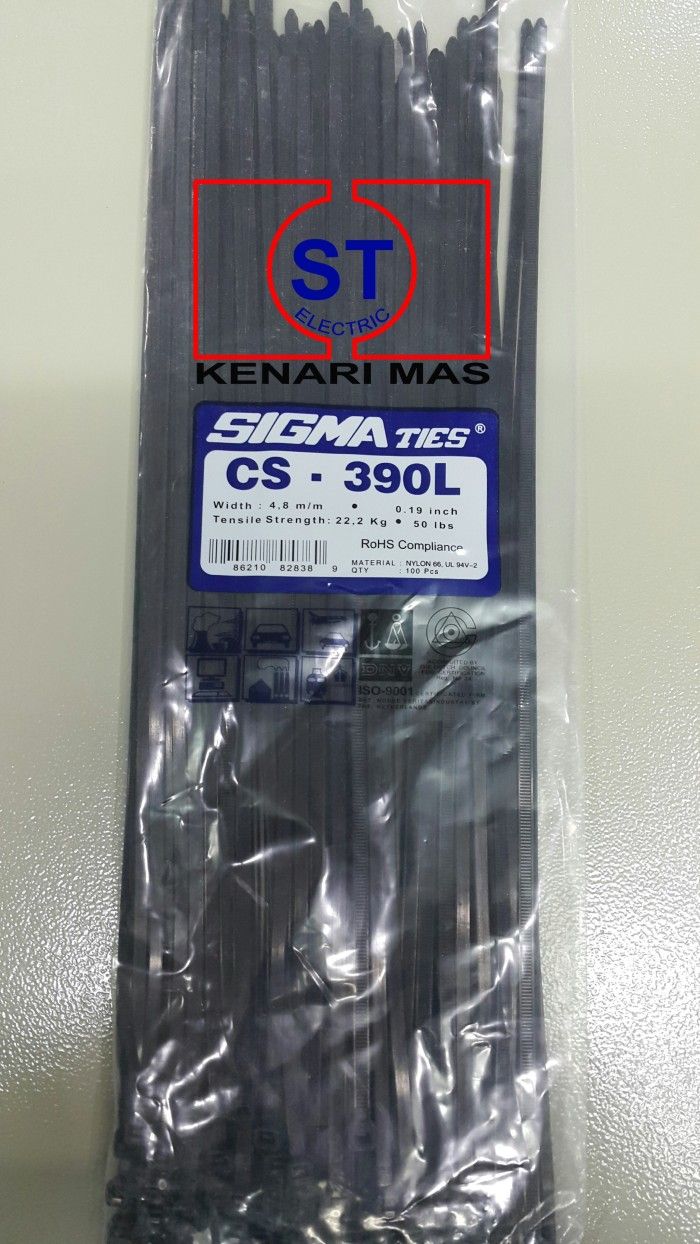 ST
ELECTRIC
KENARI MAS
SIGMA TIES ®
CS - 390L
Width : 4,8 m/m • 0.19 inch
Tensile Strength: 22,2 Kg • 50 lbs
RoHS Compliance
86210 82838 9
MATERIAL : NYLON 66, UL 94V-2
QTY : 100 Pcs
DNV
ISO-9001 CERTIFICATED FIRM